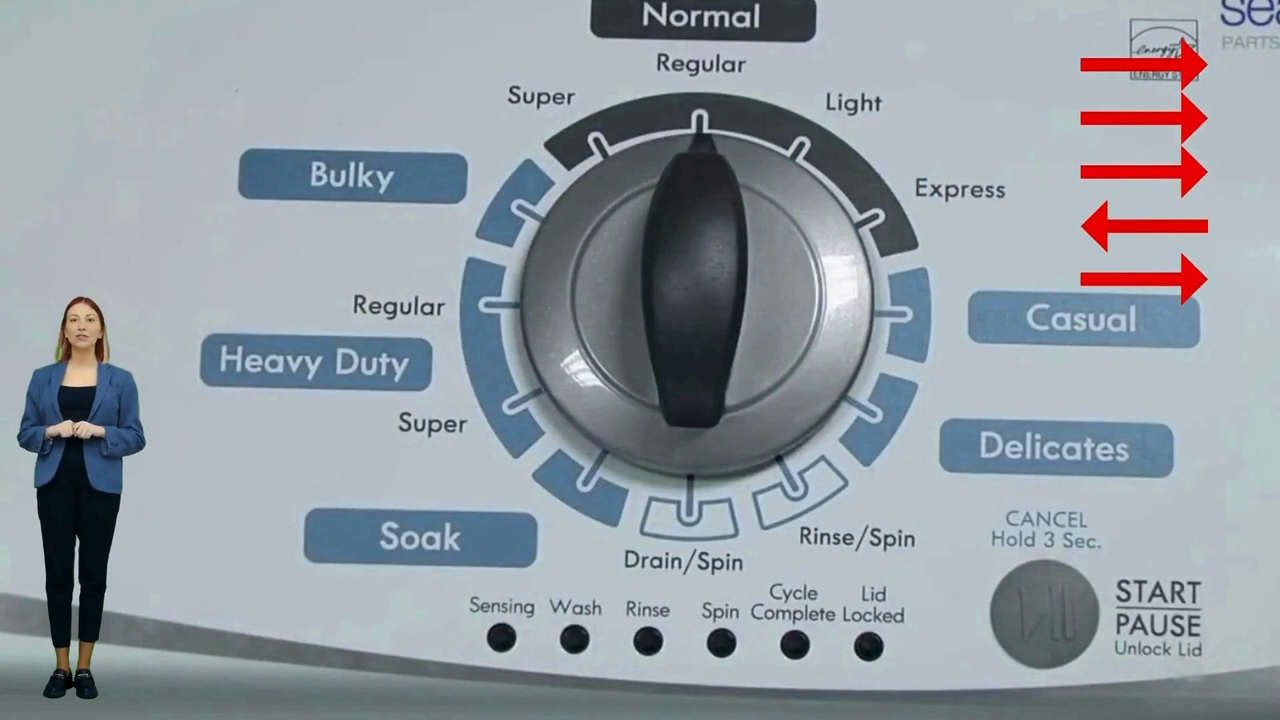 Normal
Regular
Super
Light
Bulky
Express
Regular
Casual
Heavy Duty
Super
Delicates
Soak
Rinse/Spin
Drain/Spin
CANCEL
Hold 3 Sec.
Sensing
Wash
Rinse
Spin
Cycle
Complete
Lid
Locked
START
PAUSE
Unlock Lid
PARTS